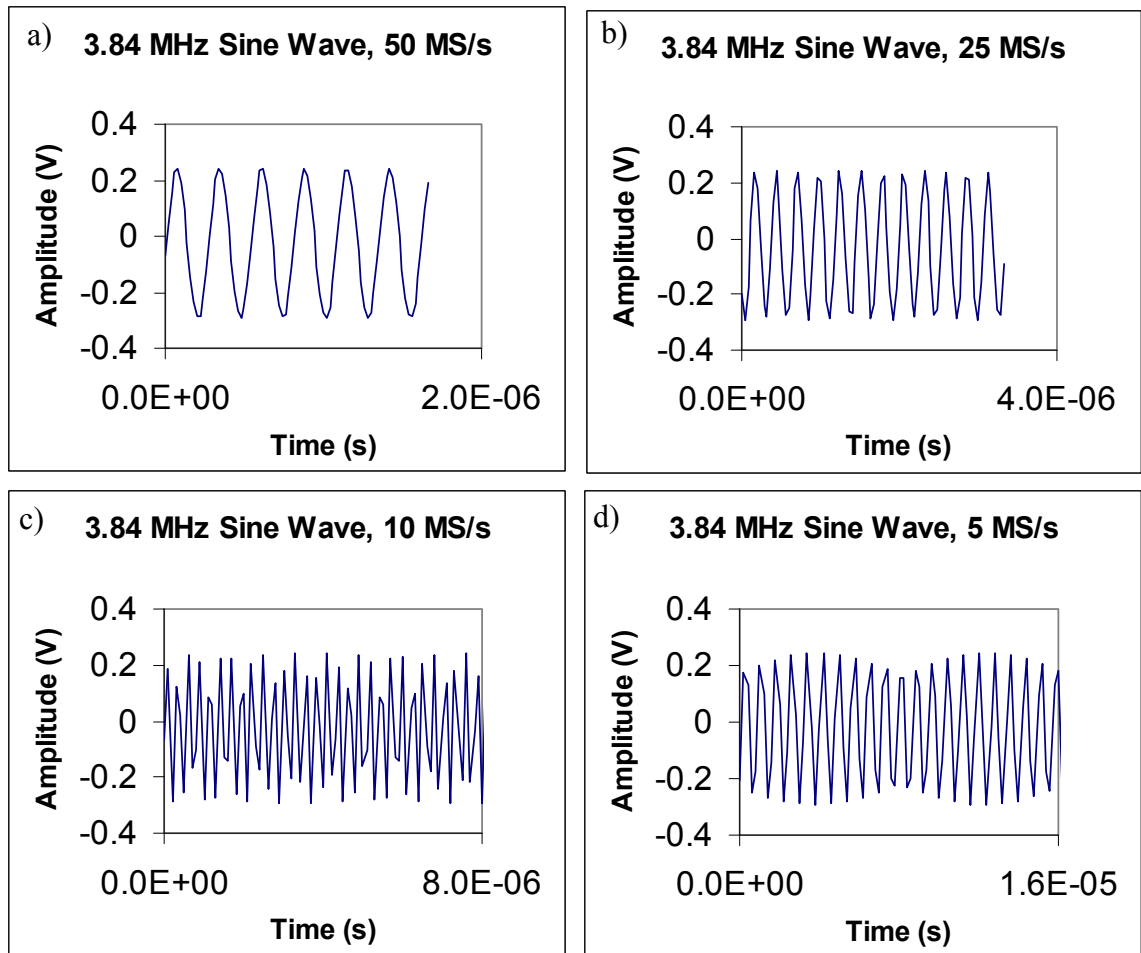 a)
3.84 MHz Sine Wave, 50 MS/s
Amplitude (V)
0.4
0.2
0
-0.2
-0.4
0.0E+00 2.0E-06
Time (s)
b)
3.84 MHz Sine Wave, 25 MS/s
Amplitude (V)
0.4
0.2
0
-0.2
-0.4
0.0E+00 4.0E-06
Time (s)
c)
3.84 MHz Sine Wave, 10 MS/s
Amplitude (V)
0.4
0.2
0
-0.2
-0.4
0.0E+00 8.0E-06
Time (s)
d)
3.84 MHz Sine Wave, 5 MS/s
Amplitude (V)
0.4
0.2
0
-0.2
-0.4
0.0E+00 1.6E-05
Time (s)